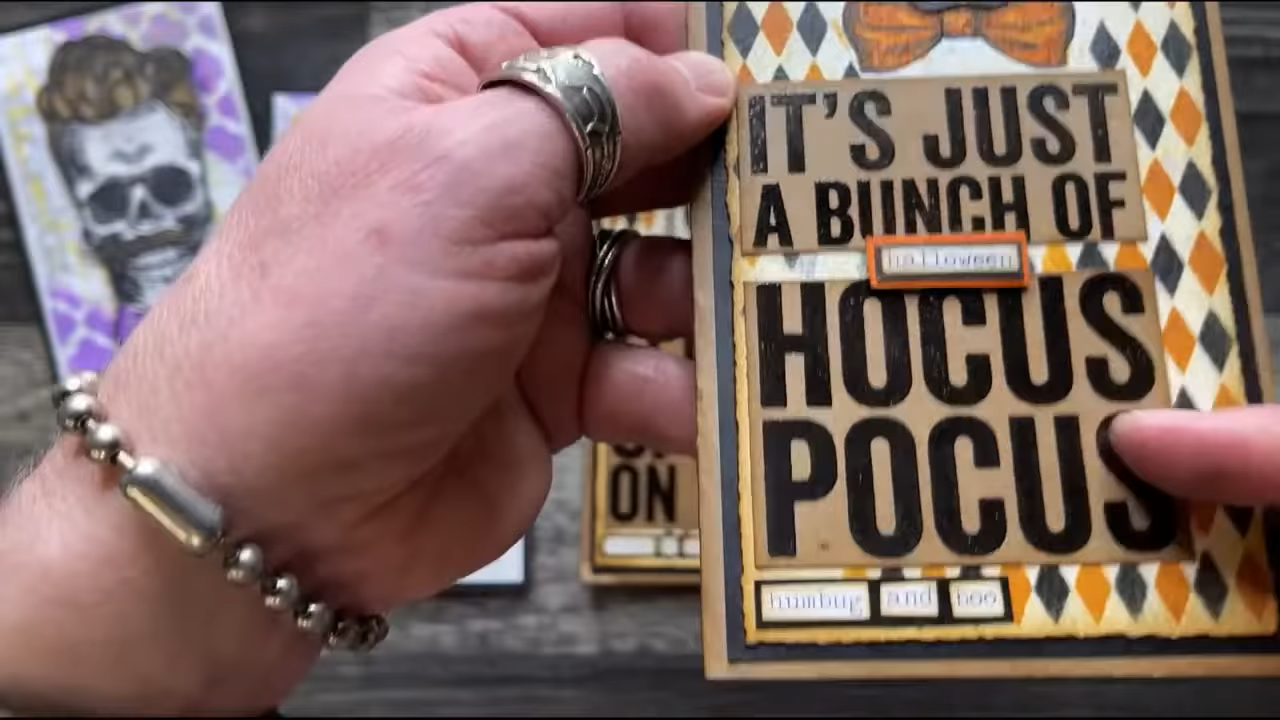 IT'S JUST
A BUNCH OF
halloween
HOCUS
POCUS
ON
humbug and boo